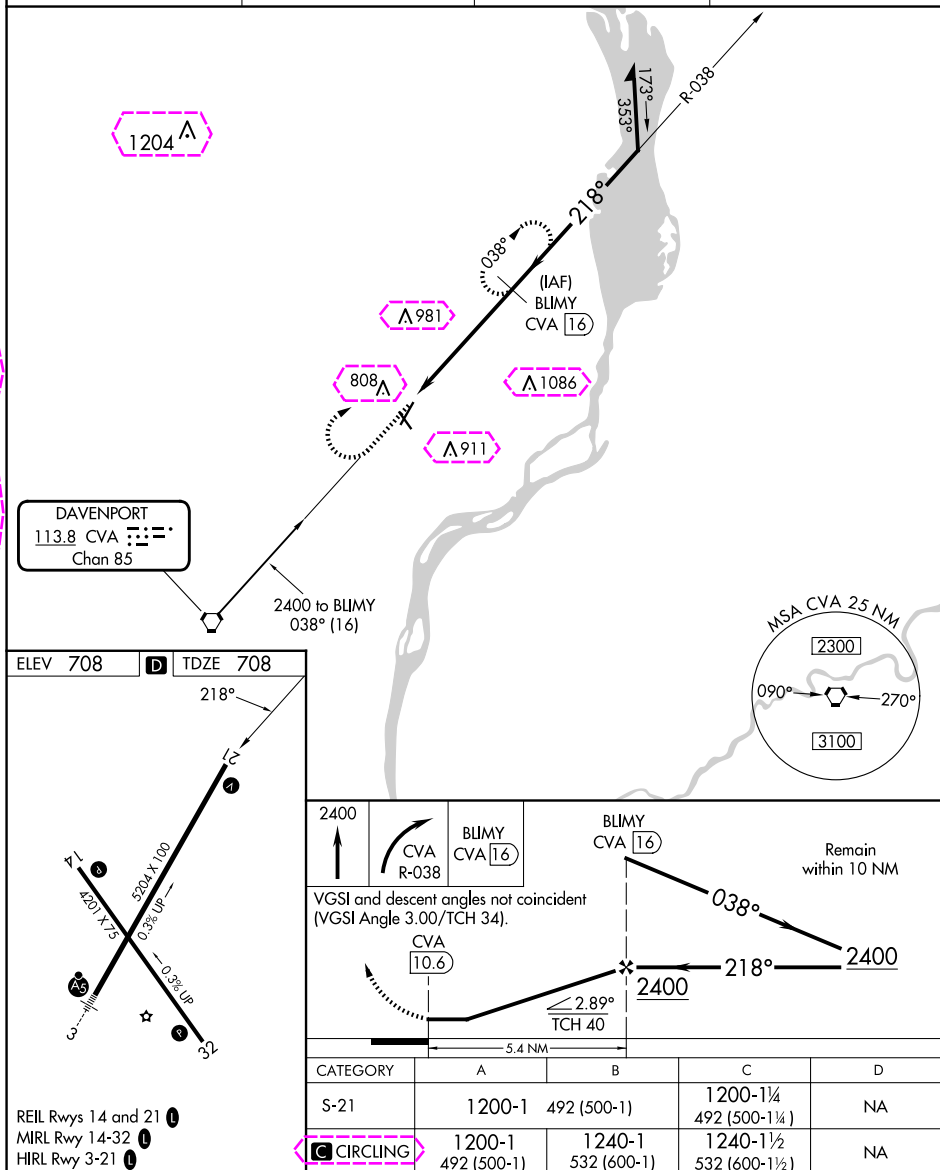 1204
R-038
173°
353°
218°
038°
(IAF)
BLIMY
CVA 16
981
808
1086
911
DAVENPORT
113.8 CVA
Chan 85
2400 to BLIMY
038° (16)
MSA CVA 25 NM
2300
090°
270°
3100
ELEV 708 D TDZE 708
218°
21
V
14
P
5204 X 100
0.3% UP
4201 X 75
0.3% UP
A5
3
P
32
REIL Rwys 14 and 21 L
MIRL Rwy 14-32 L
HIRL Rwy 3-21 L
2400
CVA
R-038
BLIMY
CVA 16
VGSI and descent angles not coincident
(VGSI Angle 3.00/TCH 34).
BLIMY
CVA 16
Remain
within 10 NM
038°
2400
218°
2400
CVA
10.6
2.89°
TCH 40
5.4 NM
CATEGORY A B C D
S-21 1200-1 492 (500-1) 1200-1¼ 492 (500-1¼) NA
C CIRCLING 1200-1 492 (500-1) 1240-1 532 (600-1) 1240-1½ 532 (600-1½) NA